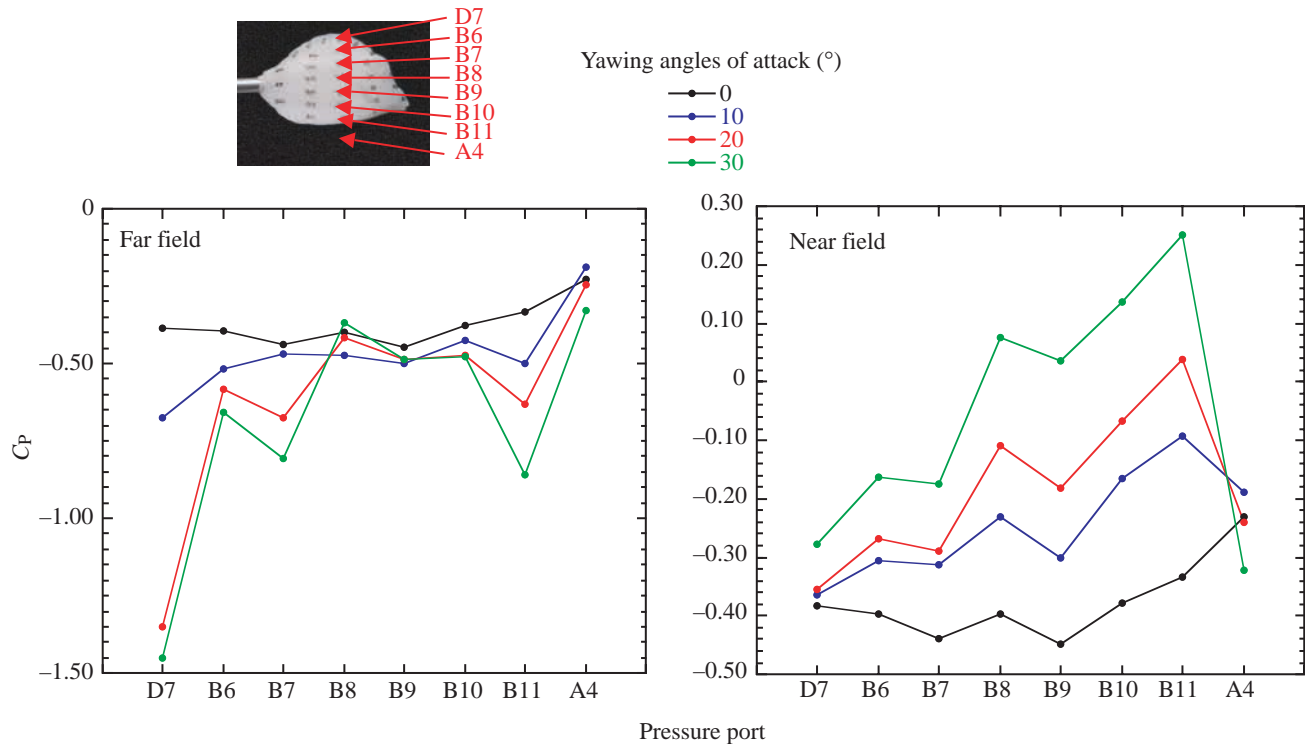 D7
B6
B7
B8
B9
B10
B11
A4
Yawing angles of attack (°)
0
10
20
30
Far field
0
–0.50
–1.00
–1.50
C_P
D7 B6 B7 B8 B9 B10 B11 A4
Near field
0.30
0.20
0.10
0
–0.10
–0.20
–0.30
–0.40
–0.50
D7 B6 B7 B8 B9 B10 B11 A4
Pressure port